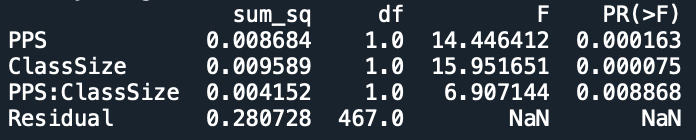 sum_sq df F PR(>F)
PPS 0.008684 1.0 14.446412 0.000163
ClassSize 0.009589 1.0 15.951651 0.000075
PPS:ClassSize 0.004152 1.0 6.907144 0.008868
Residual 0.280728 467.0 NaN NaN